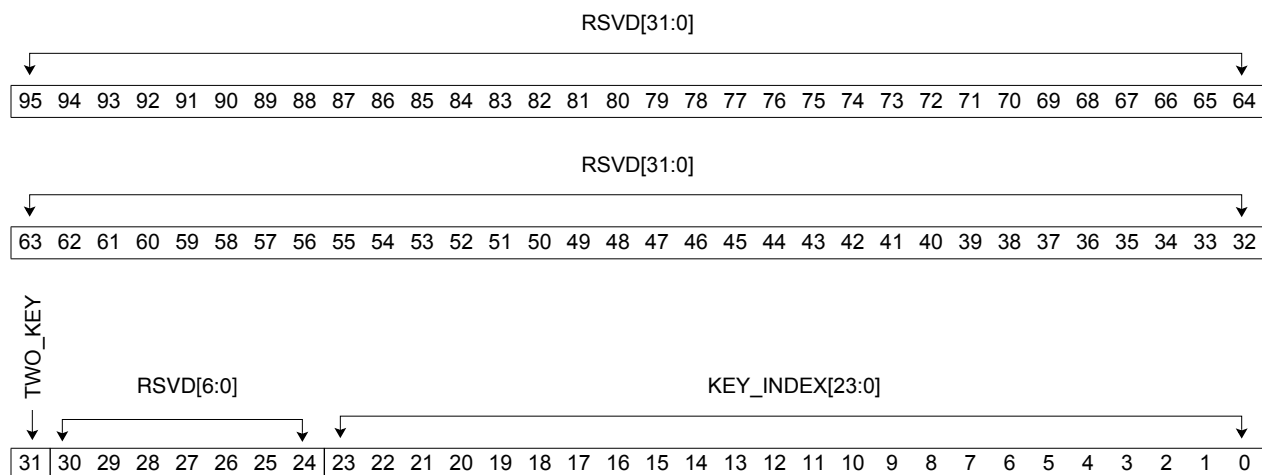 RSVD[31:0]
95 94 93 92 91 90 89 88 87 86 85 84 83 82 81 80 79 78 77 76 75 74 73 72 71 70 69 68 67 66 65 64
RSVD[31:0]
63 62 61 60 59 58 57 56 55 54 53 52 51 50 49 48 47 46 45 44 43 42 41 40 39 38 37 36 35 34 33 32
TWO_KEY
RSVD[6:0] KEY_INDEX[23:0]
31 30 29 28 27 26 25 24 23 22 21 20 19 18 17 16 15 14 13 12 11 10 9 8 7 6 5 4 3 2 1 0